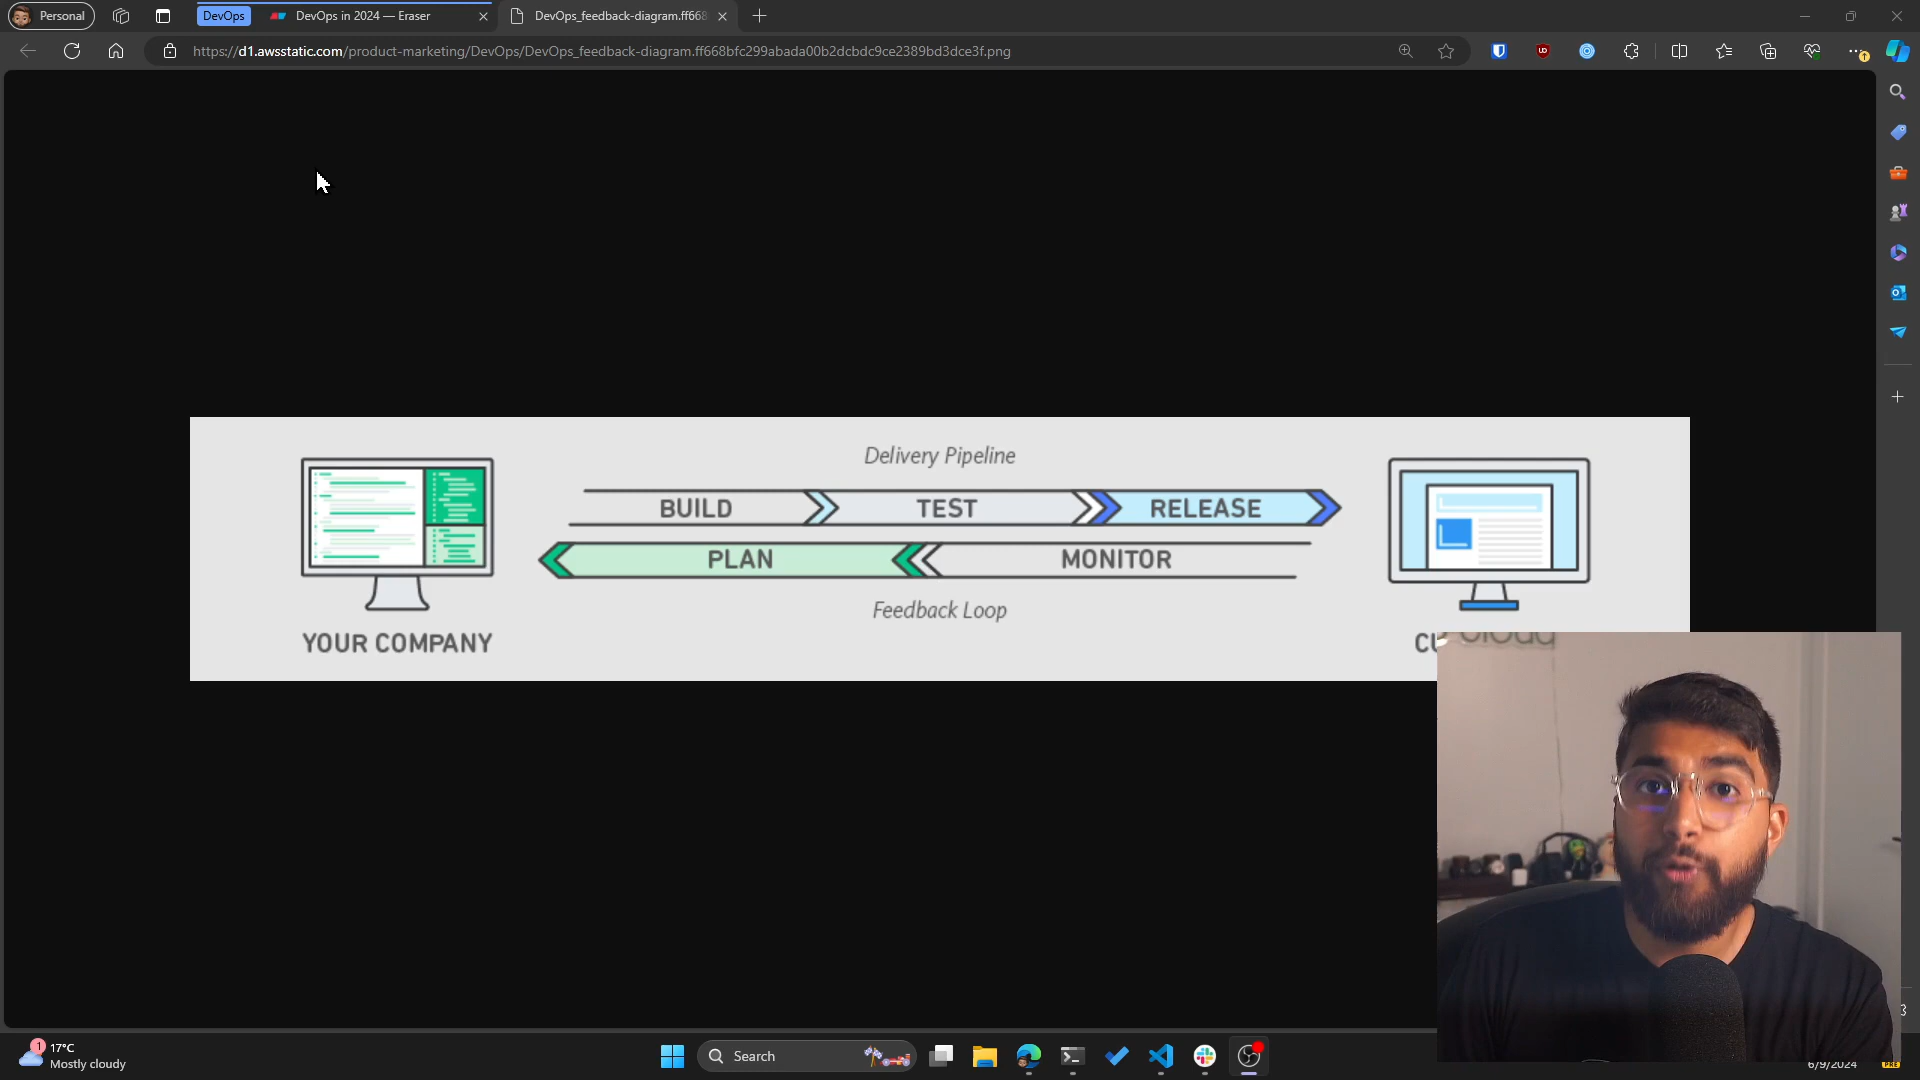 Personal
DevOps
DevOps in 2024 — Eraser
DevOps_feedback-diagram.ff668
https://d1.awsstatic.com/product-marketing/DevOps/DevOps_feedback-diagram.ff668bfc299abada00b2dcbdc9ce2389bd3dce3f.png
Delivery Pipeline
BUILD
TEST
RELEASE
PLAN
MONITOR
Feedback Loop
YOUR COMPANY
1
17°C
Mostly cloudy
Search
6/9/2024
PRE